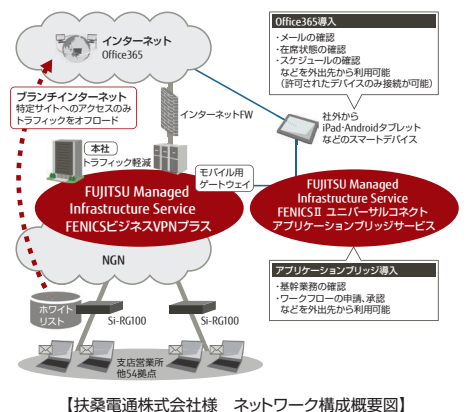 インターネット
Office365
Office365導入
・メールの確認
・在席状態の確認
・スケジュールの確認
などを外出先から利用可能
(許可されたデバイスのみ接続が可能)
ブランチインターネット
特定サイトへのアクセスのみ
トラフィックをオフロード
インターネットFW
社外から
iPad・Androidタブレット
などのスマートデバイス
本社
トラフィック軽減
モバイル用
ゲートウェイ
FUJITSU Managed
Infrastructure Service
FENICSビジネスVPNプラス
FUJITSU Managed
Infrastructure Service
FENICSⅡ ユニバーサルコネクト
アプリケーションブリッジサービス
NGN
アプリケーションブリッジ導入
・基幹業務の確認
・ワークフローの申請、承認
などを外出先から利用可能
ホワイト
リスト
Si-RG100
Si-RG100
支店営業所
他54拠点
【扶桑電通株式会社様 ネットワーク構成概要図】